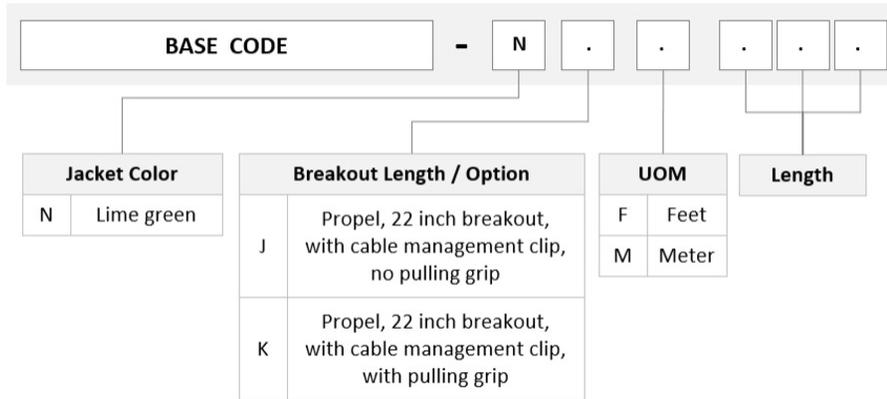 BASE CODE - N . . . . .
Jacket Color
N Lime green
Breakout Length / Option
J Propel, 22 inch breakout,
with cable management clip,
no pulling grip
K Propel, 22 inch breakout,
with cable management clip,
with pulling grip
UOM
F Feet
M Meter
Length